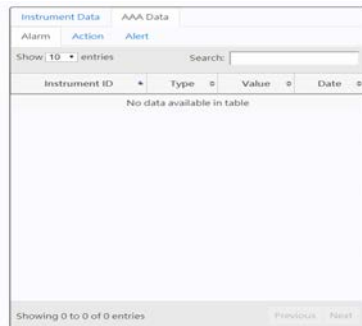 Instrument Data AAA Data
Alarm Action Alert
Show 10 entries Search:
Instrument ID Type Value Date
No data available in table
Showing 0 to 0 of 0 entries Previous Next